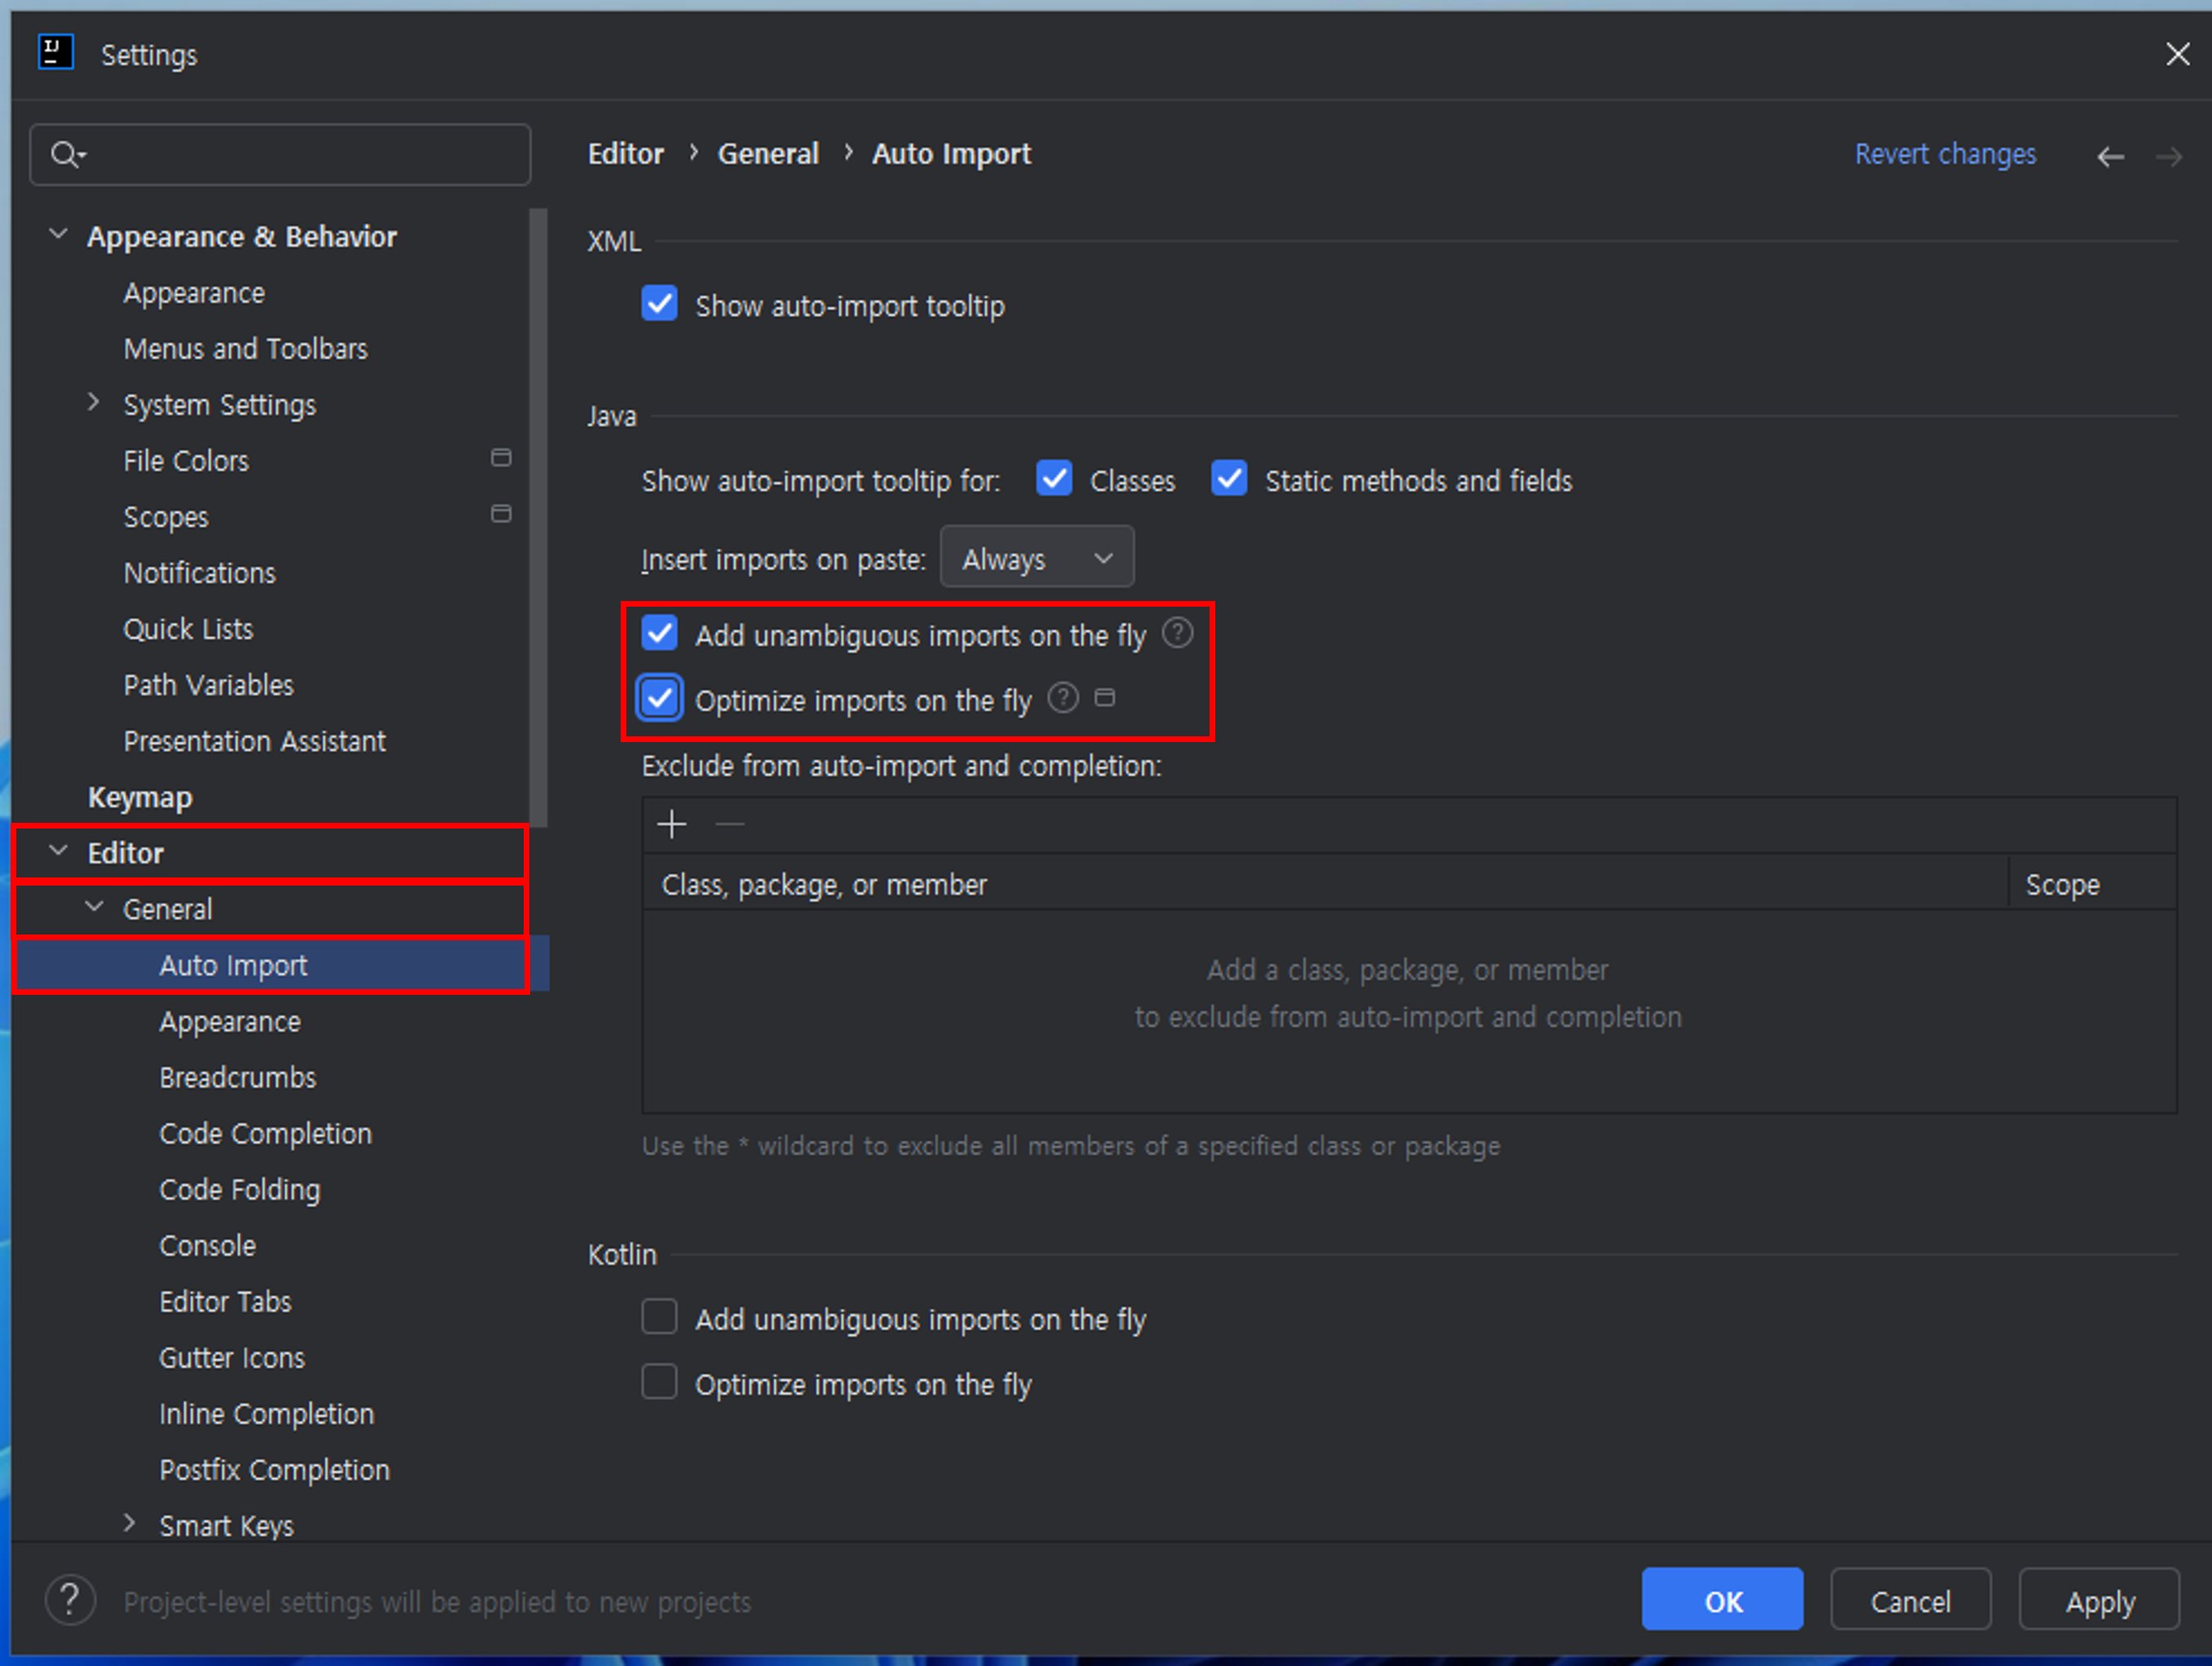 IJ
Settings
Editor › General › Auto Import
Revert changes
Appearance & Behavior
Appearance
Menus and Toolbars
System Settings
File Colors
Scopes
Notifications
Quick Lists
Path Variables
Presentation Assistant
Keymap
Editor
General
Auto Import
Appearance
Breadcrumbs
Code Completion
Code Folding
Console
Editor Tabs
Gutter Icons
Inline Completion
Postfix Completion
Smart Keys
XML
Show auto-import tooltip
Java
Show auto-import tooltip for: Classes Static methods and fields
Insert imports on paste: Always
Add unambiguous imports on the fly ?
Optimize imports on the fly ?
Exclude from auto-import and completion:
Class, package, or member Scope
Add a class, package, or member
to exclude from auto-import and completion
Use the * wildcard to exclude all members of a specified class or package
Kotlin
Add unambiguous imports on the fly
Optimize imports on the fly
? Project-level settings will be applied to new projects
OK Cancel Apply